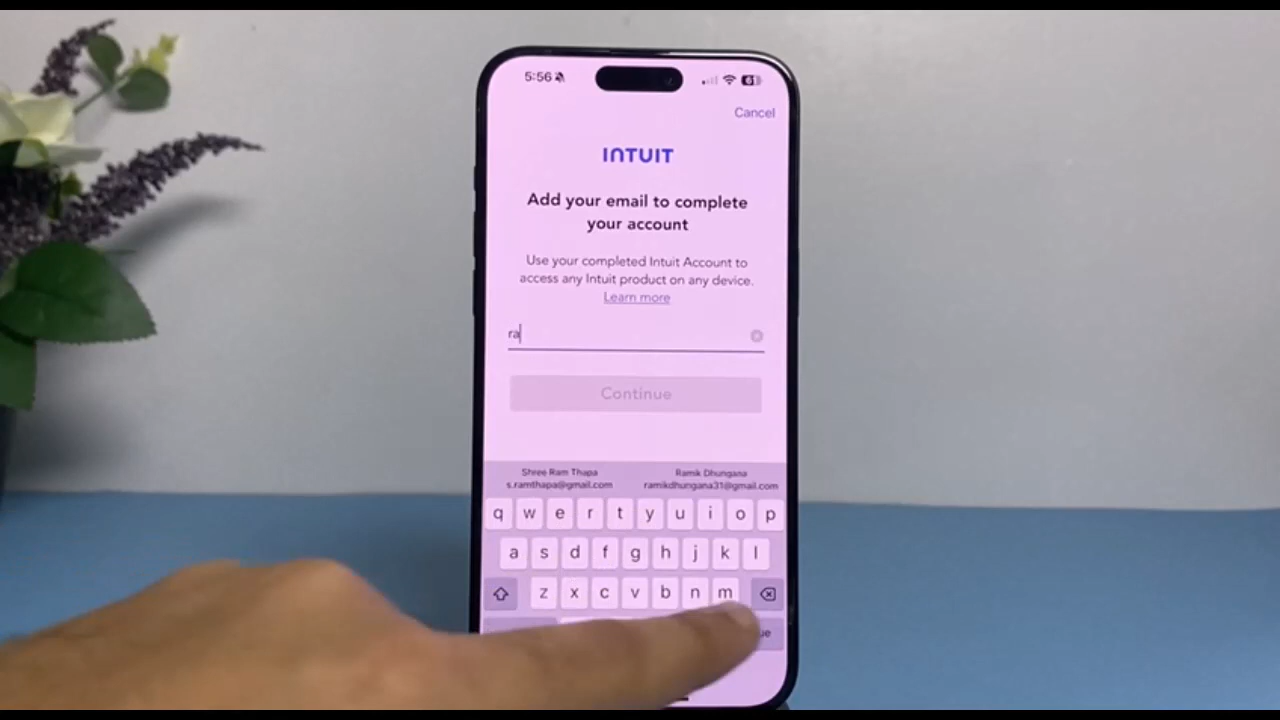 5:56
Cancel
INTUIT
Add your email to complete
your account
Use your completed Intuit Account to
access any Intuit product on any device.
Learn more
ra
Continue
Shree Ram Thapa
Ramik Dhungana
s.ramthapa@gmail.com
ramikdhungana31@gmail.com
q w e r t y u i o p
a s d f g h j k l
z x c v b n m